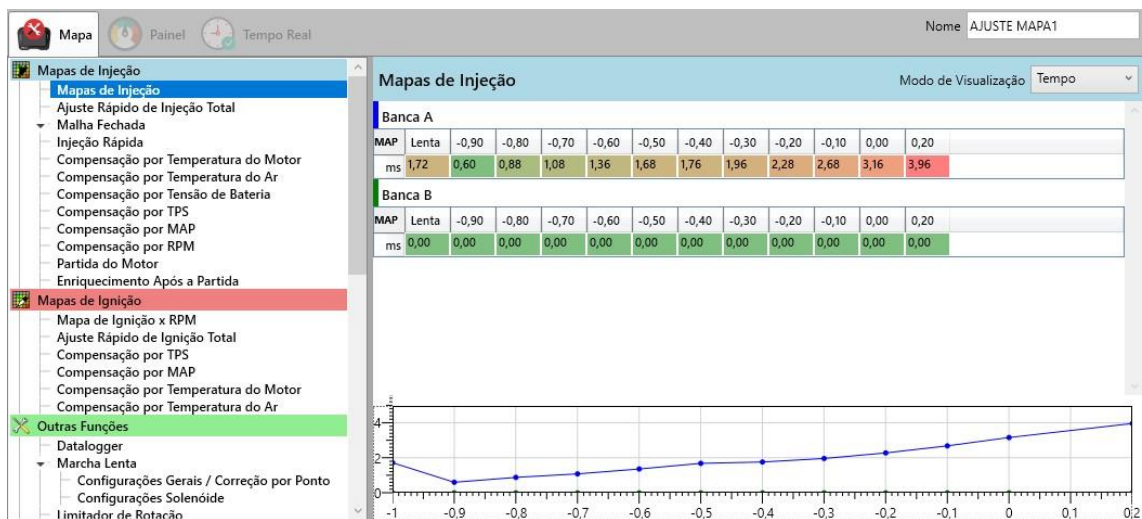 Mapa Painel Tempo Real Nome AJUSTE MAPA1
Mapas de Injeção
Mapas de Injeção
Ajuste Rápido de Injeção Total
Malha Fechada
Injeção Rápida
Compensação por Temperatura do Motor
Compensação por Temperatura do Ar
Compensação por Tensão de Bateria
Compensação por TPS
Compensação por MAP
Compensação por RPM
Partida do Motor
Enriquecimento Após a Partida
Mapas de Ignição
Mapa de Ignição x RPM
Ajuste Rápido de Ignição Total
Compensação por TPS
Compensação por MAP
Compensação por Temperatura do Motor
Compensação por Temperatura do Ar
Outras Funções
Datalogger
Marcha Lenta
Configurações Gerais / Correção por Ponto
Configurações Solenóide
Limitador de Rotação
Mapas de Injeção Modo de Visualização Tempo
Banca A
MAP Lenta -0,90 -0,80 -0,70 -0,60 -0,50 -0,40 -0,30 -0,20 -0,10 0,00 0,20
ms 1,72 0,60 0,88 1,08 1,36 1,68 1,76 1,96 2,28 2,68 3,16 3,96
Banca B
MAP Lenta -0,90 -0,80 -0,70 -0,60 -0,50 -0,40 -0,30 -0,20 -0,10 0,00 0,20
ms 0,00 0,00 0,00 0,00 0,00 0,00 0,00 0,00 0,00 0,00 0,00 0,00
4
2
0
-1 -0,9 -0,8 -0,7 -0,6 -0,5 -0,4 -0,3 -0,2 -0,1 0 0,1 0,2